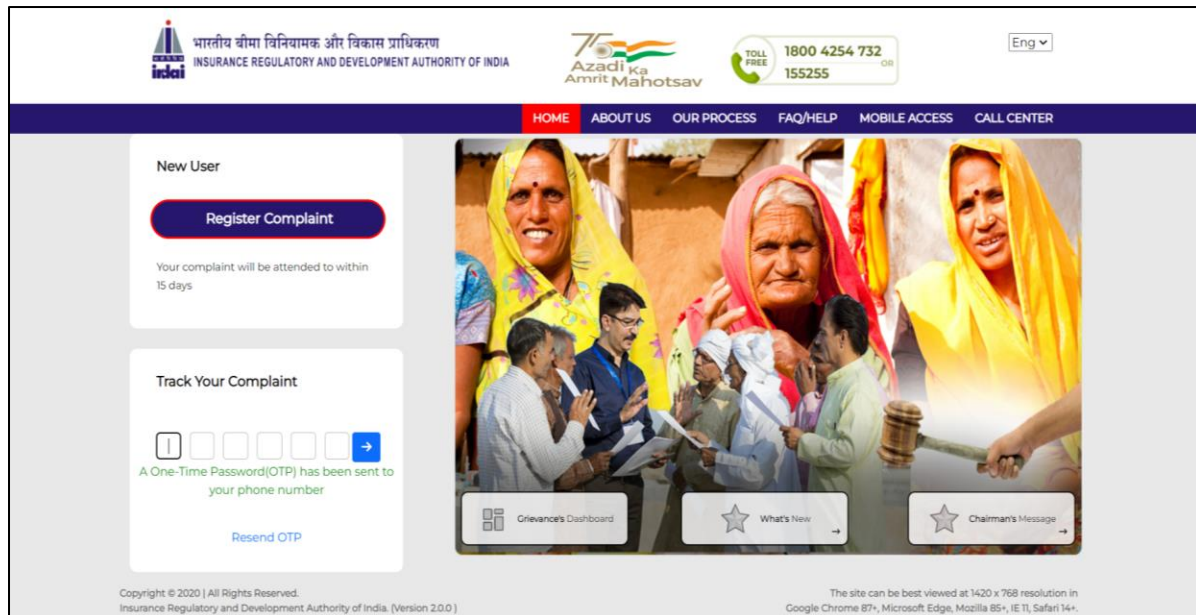 भारतीय बीमा विनियामक और विकास प्राधिकरण
INSURANCE REGULATORY AND DEVELOPMENT AUTHORITY OF INDIA
irdai
75
Azadi Ka
Amrit Mahotsav
TOLL FREE
1800 4254 732
OR
155255
Eng
HOME ABOUT US OUR PROCESS FAQ/HELP MOBILE ACCESS CALL CENTER
New User
Register Complaint
Your complaint will be attended to within
15 days
Track Your Complaint
A One-Time Password(OTP) has been sent to
your phone number
Resend OTP
Grievance's Dashboard
What's New
Chairman's Message
Copyright © 2020 | All Rights Reserved.
Insurance Regulatory and Development Authority of India. (Version 2.0.0 )
The site can be best viewed at 1420 x 768 resolution in
Google Chrome 87+, Microsoft Edge, Mozilla 85+, IE 11, Safari 14+.